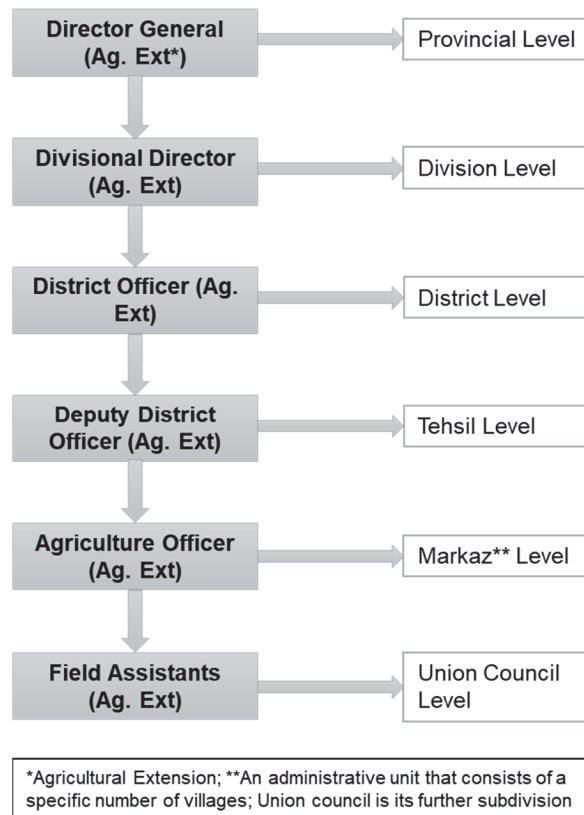 Director General
(Ag. Ext*)
Provincial Level
Divisional Director
(Ag. Ext)
Division Level
District Officer (Ag.
Ext)
District Level
Deputy District
Officer (Ag. Ext)
Tehsil Level
Agriculture Officer
(Ag. Ext)
Markaz** Level
Field Assistants
(Ag. Ext)
Union Council
Level
*Agricultural Extension; **An administrative unit that consists of a
specific number of villages; Union council is its further subdivision